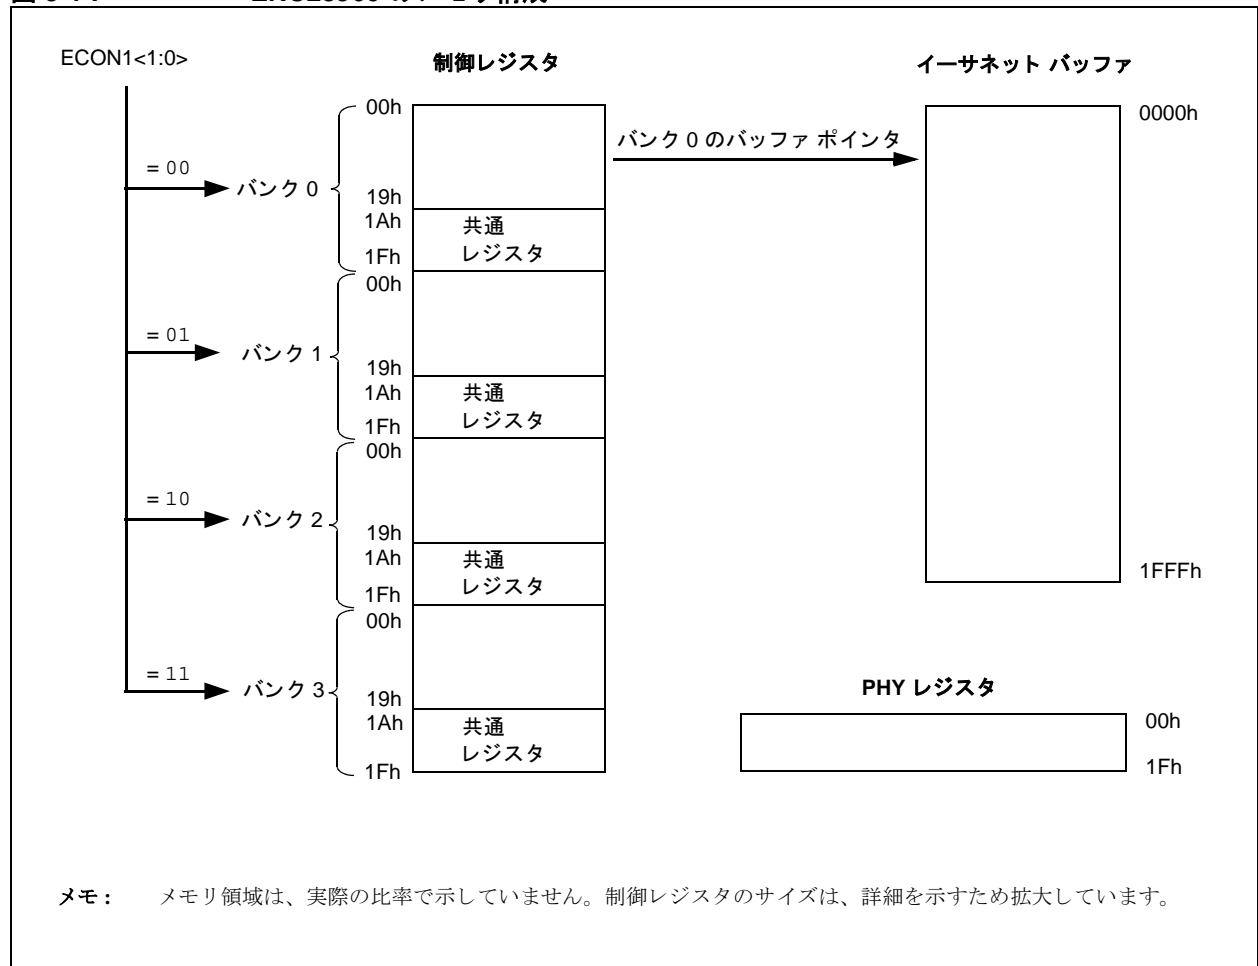 ECON1<1:0>
制御レジスタ
イーサネット バッファ
00h
0000h
バンク 0 のバッファ ポインタ
= 00
バンク 0
19h
1Ah
共通
レジスタ
1Fh
00h
= 01
バンク 1
19h
1Ah
共通
レジスタ
1Fh
00h
= 10
バンク 2
19h
1Ah
共通
レジスタ
1Fh
1FFFh
00h
= 11
バンク 3
19h
1Ah
共通
レジスタ
1Fh
PHY レジスタ
00h
1Fh
メモ : メモリ領域は、実際の比率で示していません。制御レジスタのサイズは、詳細を示すため拡大しています。